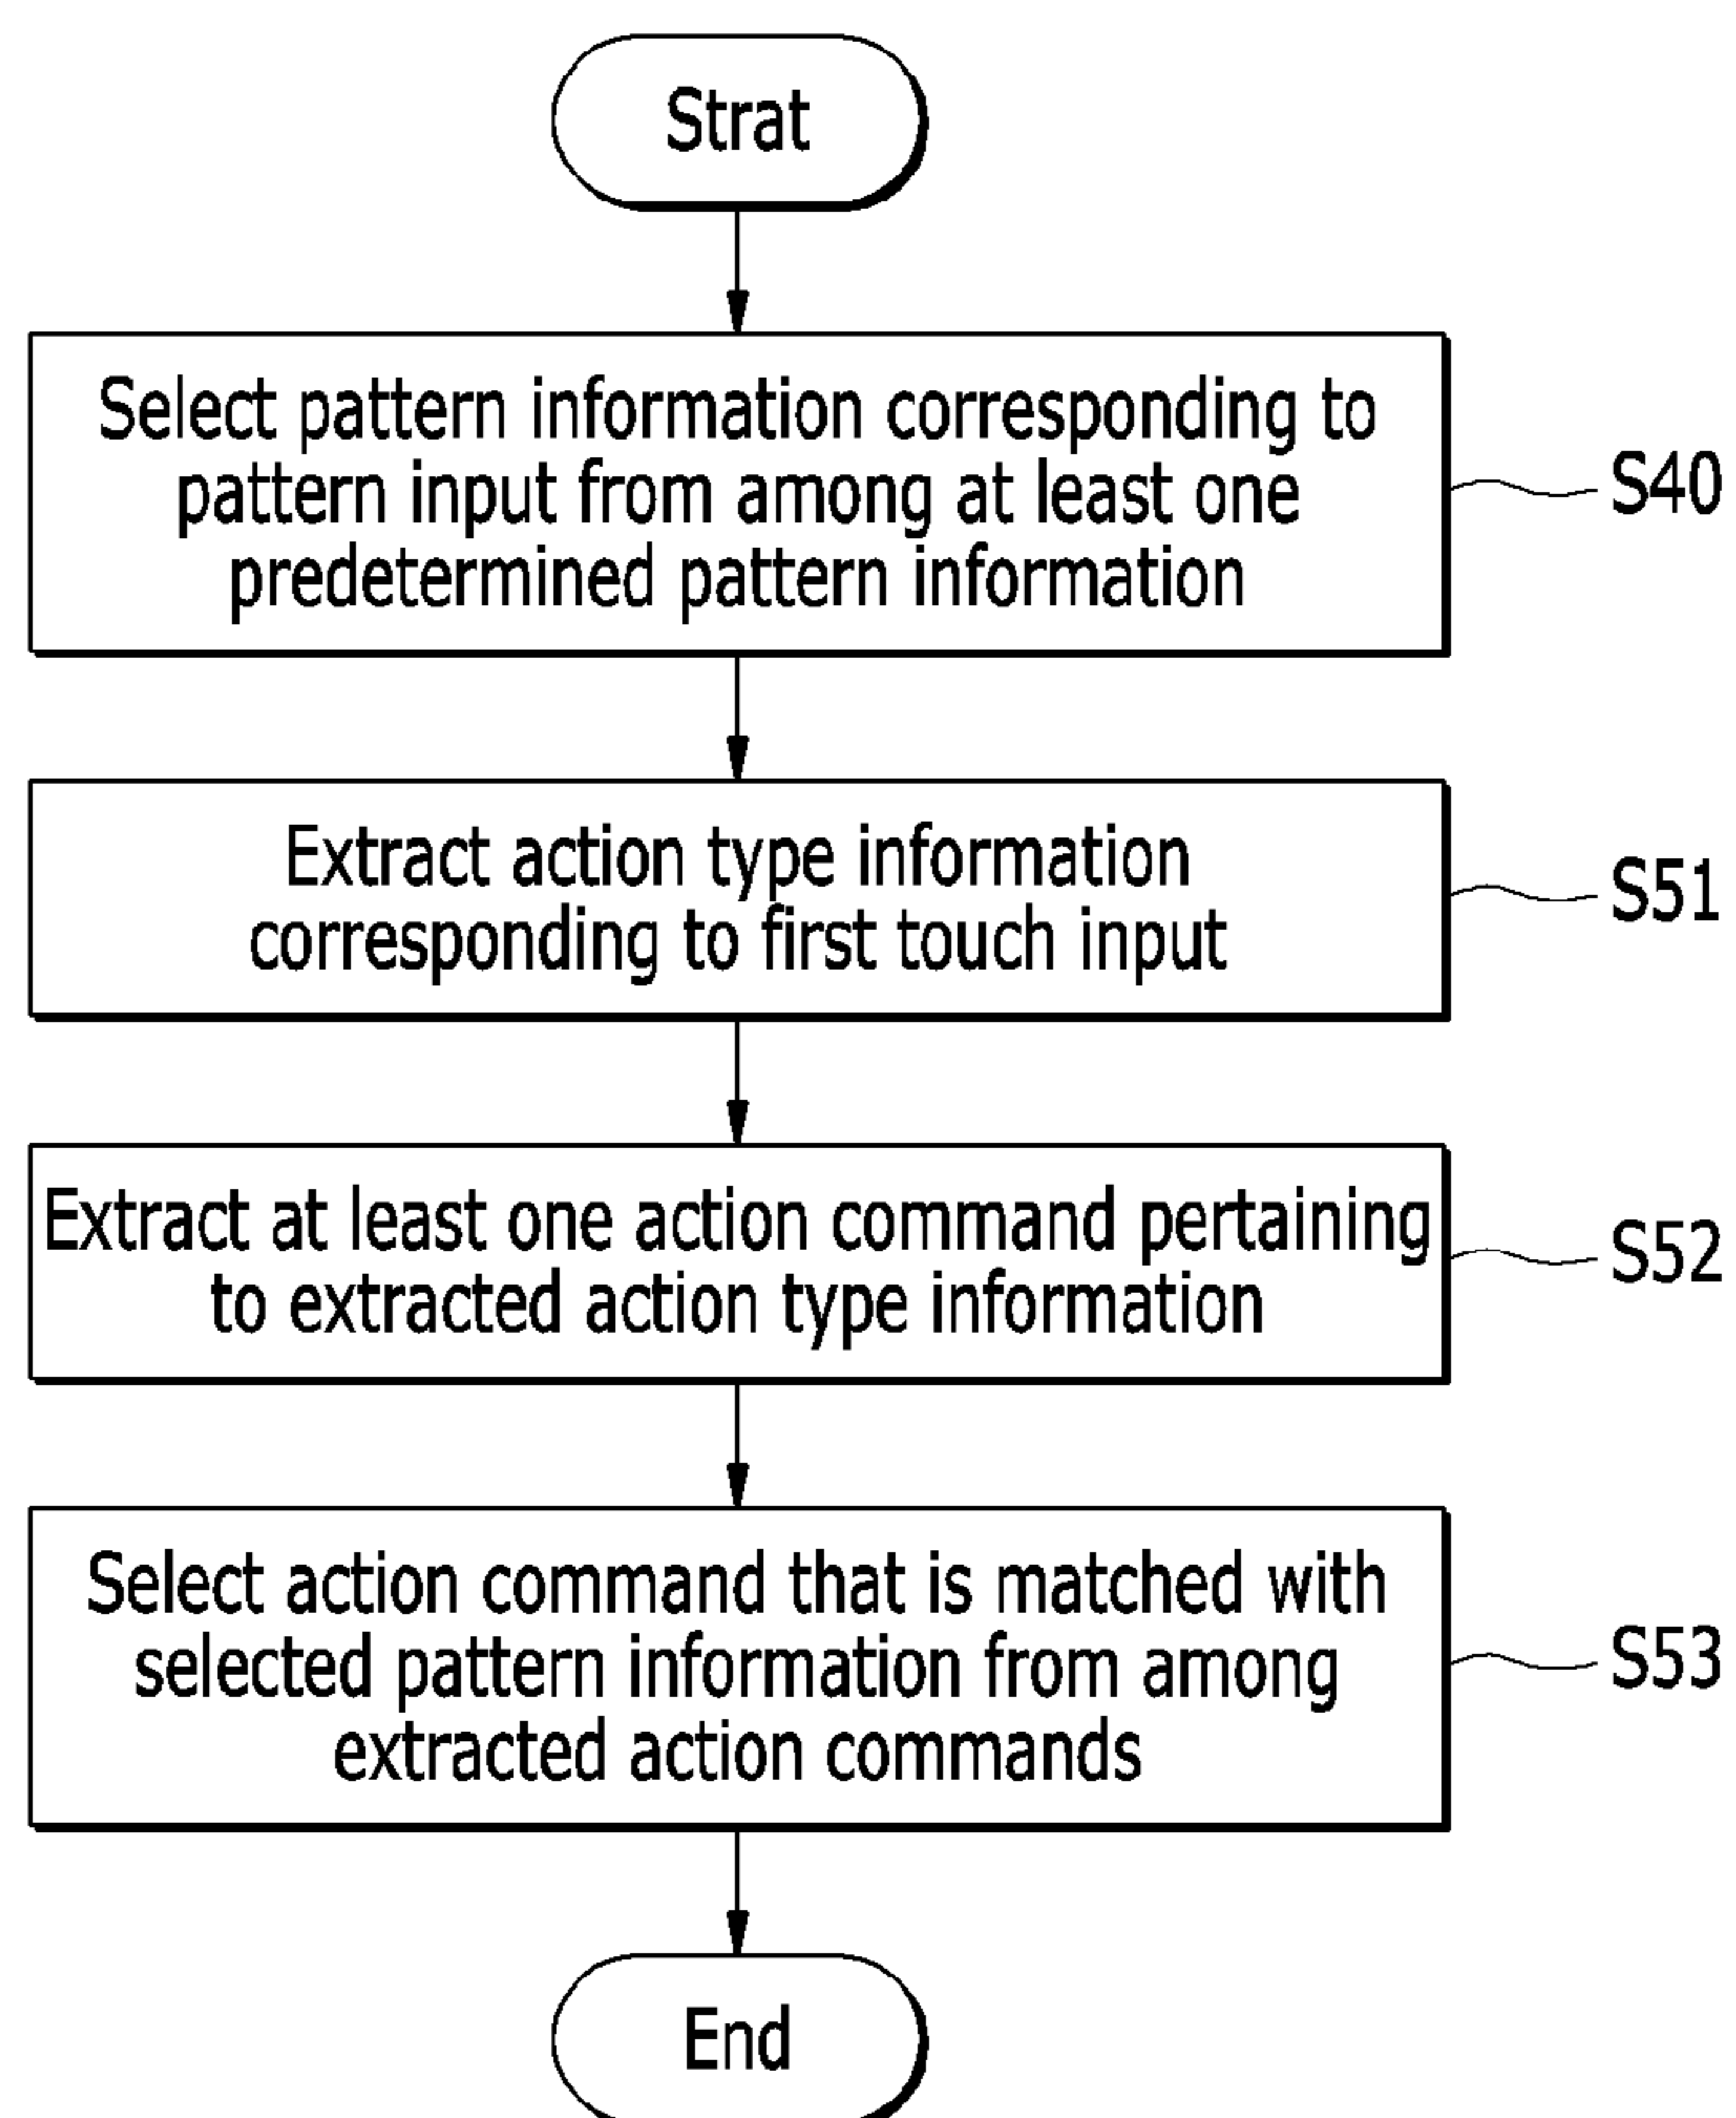 Strat
Select pattern information corresponding to
pattern input from among at least one
predetermined pattern information
S40
Extract action type information
corresponding to first touch input
S51
Extract at least one action command pertaining
to extracted action type information
S52
Select action command that is matched with
selected pattern information from among
extracted action commands
S53
End